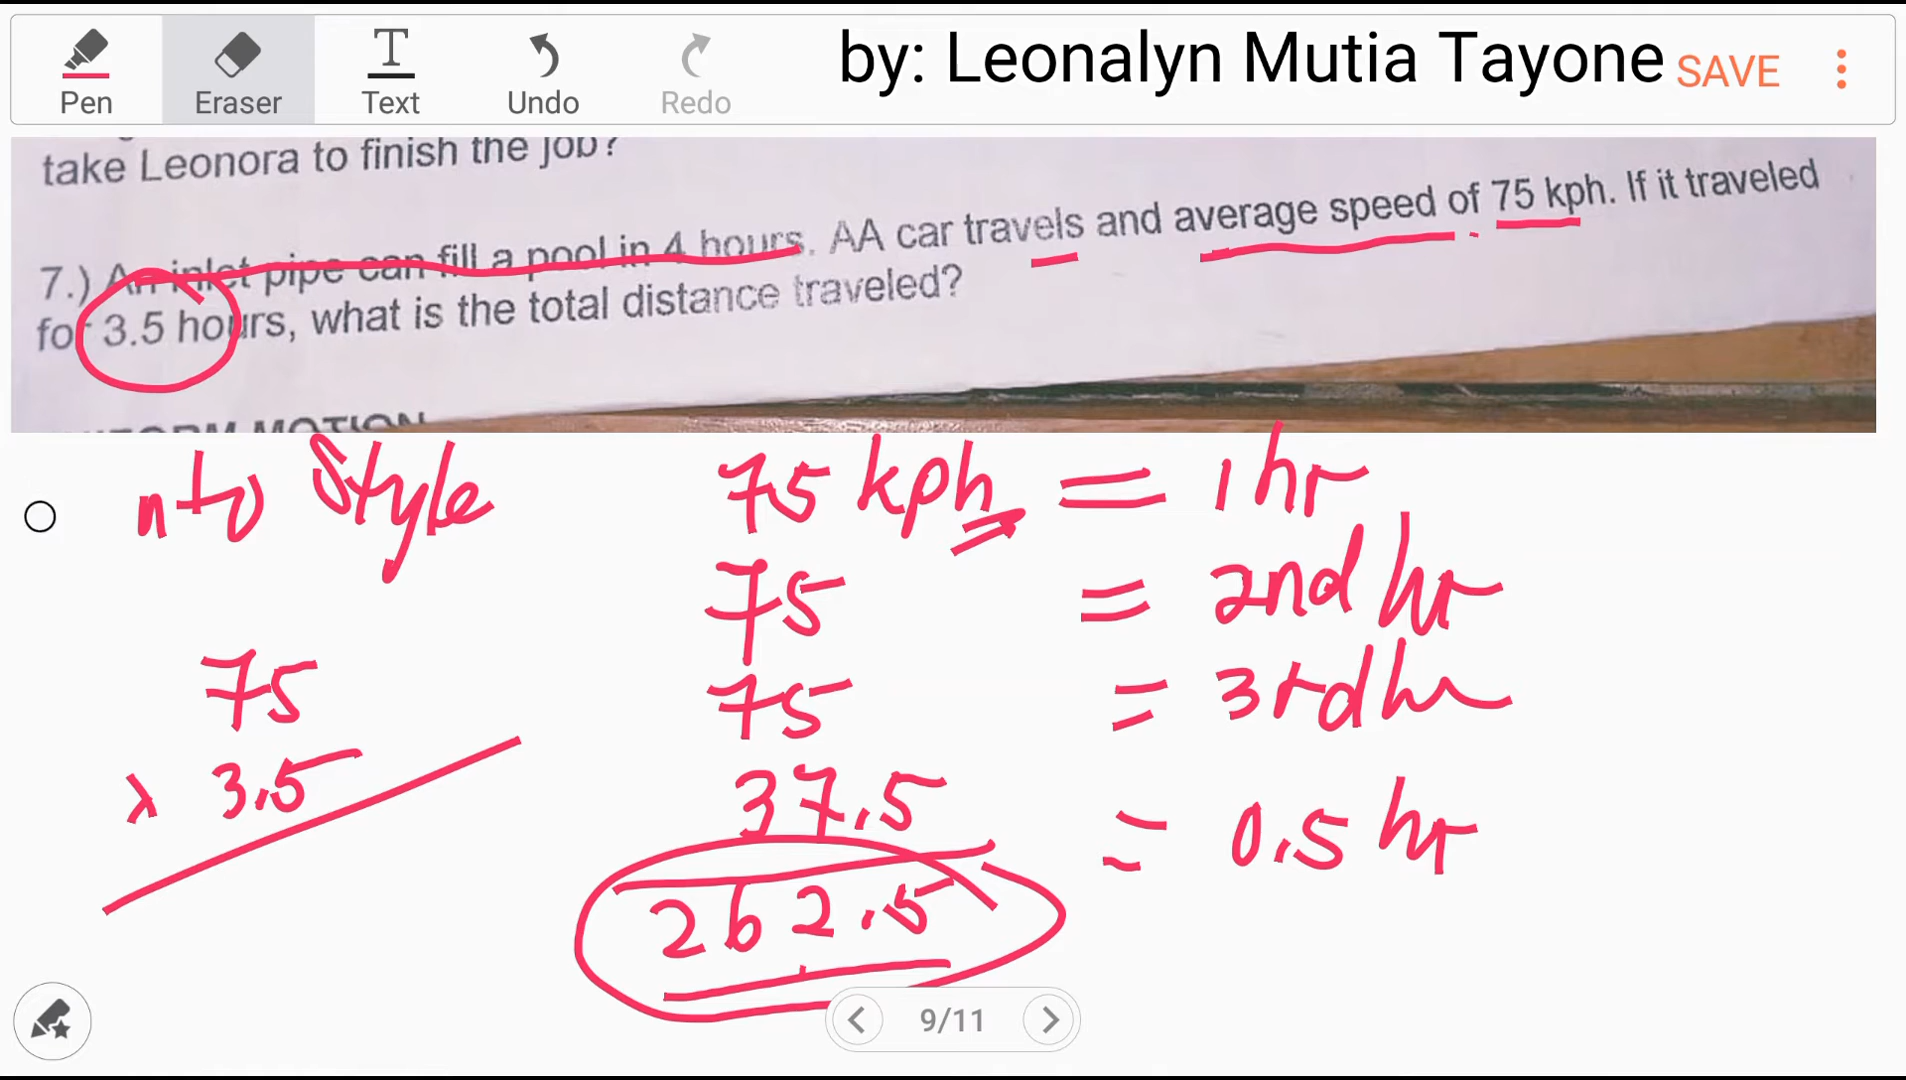 by: Leonalyn Mutia Tayone
Pen
Eraser
Text
Undo
Redo
SAVE
take Leonora to finish the job?
7.) An inlet pipe can fill a pool in 4 hours. AA car travels and average speed of 75 kph. If it traveled
for 3.5 hours, what is the total distance traveled?
MOTION
Style
75 kph = 1 hr
75 = 2nd hr
75 = 3rd hr
37.5 = 0.5 hr
262.5
75
x 3.5
9/11